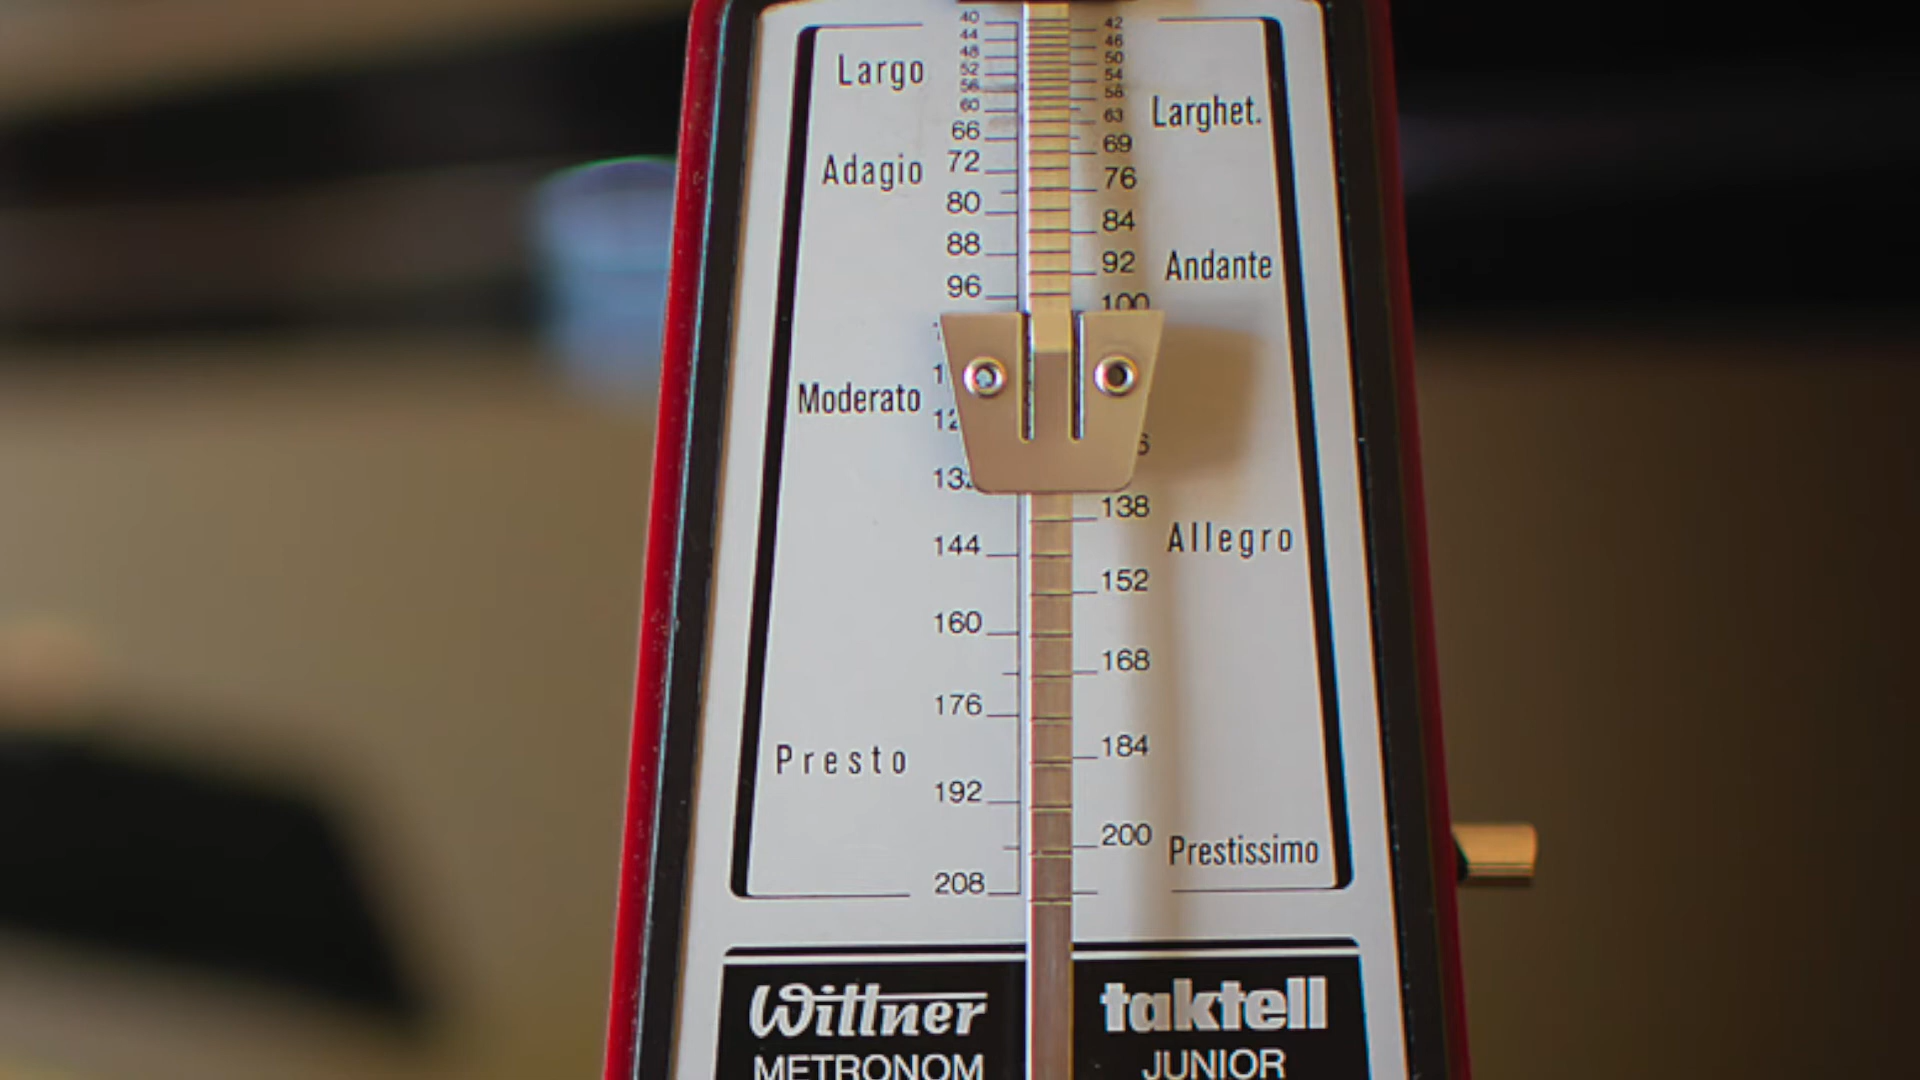 40 42
44 46
48 50
Largo 52 54
56 58
60 63 Larghet.
66 69
Adagio 72 76
80 84
88 92 Andante
96 100
Moderato
138
Allegro
144 152
160 168
176 184
Presto
192 200 Prestissimo
208
Wittner taktell
METRONOM JUNIOR